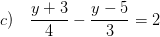 c) (y + 3)/4 − (y − 5)/3 = 2